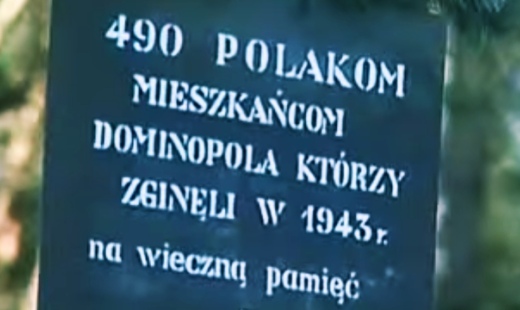 490 POLAKOM
MIESZKAŃCOM
DOMINOPOLA KTÓRZY
ZGINĘLI W 1943 r.
na wieczną pamięć